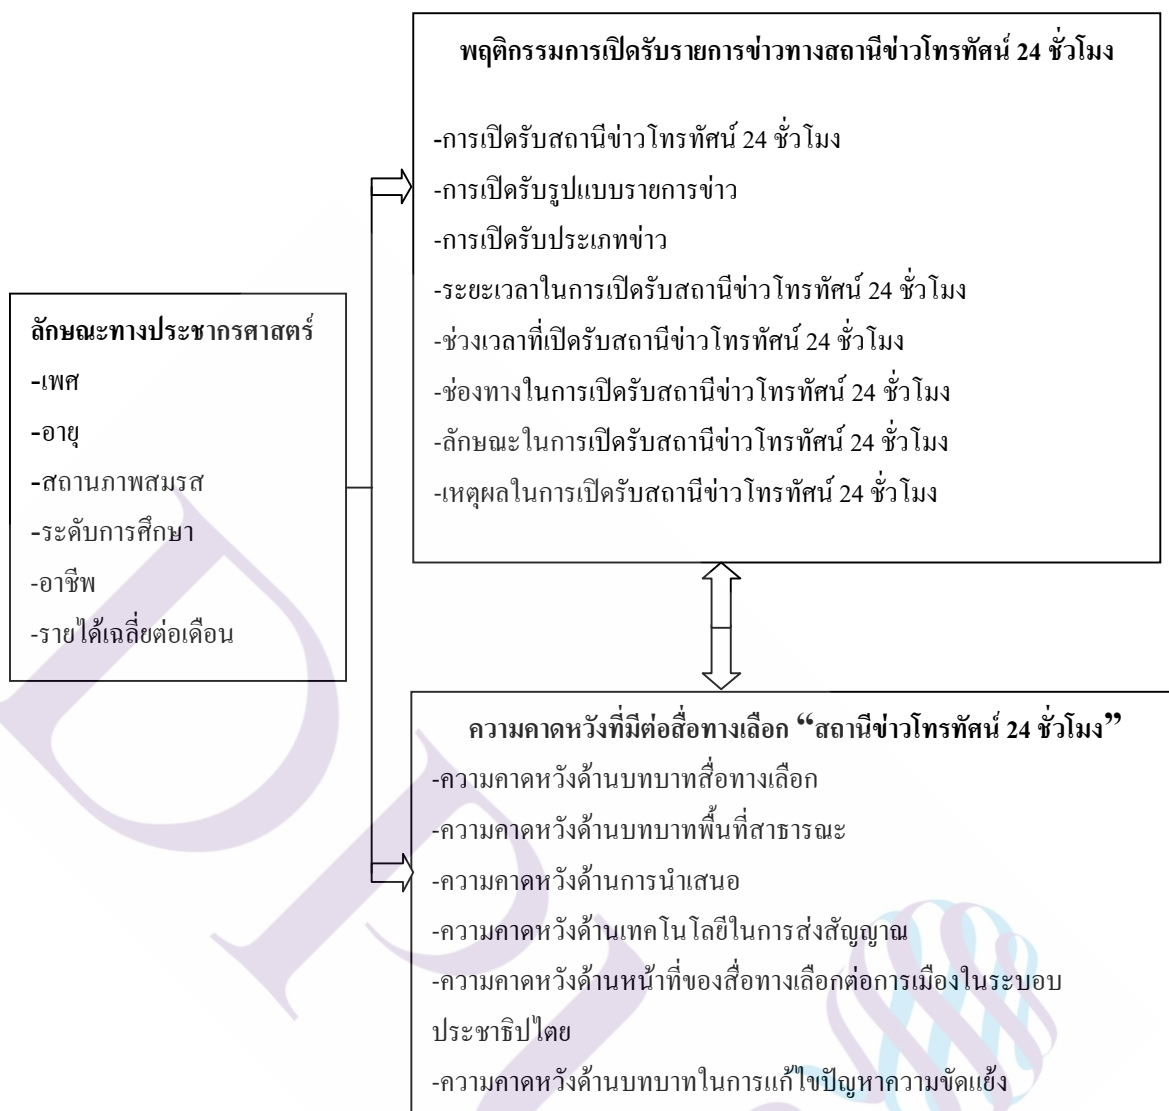 พฤติกรรมการเปิดรับรายการข่าวทางสถานีข่าวโทรทัศน์ 24 ชั่วโมง
-การเปิดรับสถานีข่าวโทรทัศน์ 24 ชั่วโมง
-การเปิดรับรูปแบบรายการข่าว
-การเปิดรับประเภทข่าว
-ระยะเวลาในการเปิดรับสถานีข่าวโทรทัศน์ 24 ชั่วโมง
-ช่วงเวลาที่เปิดรับสถานีข่าวโทรทัศน์ 24 ชั่วโมง
-ช่องทางในการเปิดรับสถานีข่าวโทรทัศน์ 24 ชั่วโมง
-ลักษณะในการเปิดรับสถานีข่าวโทรทัศน์ 24 ชั่วโมง
-เหตุผลในการเปิดรับสถานีข่าวโทรทัศน์ 24 ชั่วโมง
ลักษณะทางประชากรศาสตร์
-เพศ
-อายุ
-สถานภาพสมรส
-ระดับการศึกษา
-อาชีพ
-รายได้เฉลี่ยต่อเดือน
ความคาดหวังที่มีต่อสื่อทางเลือก “สถานีข่าวโทรทัศน์ 24 ชั่วโมง”
-ความคาดหวังด้านบทบาทสื่อทางเลือก
-ความคาดหวังด้านบทบาทพื้นที่สาธารณะ
-ความคาดหวังด้านการนำเสนอ
-ความคาดหวังด้านเทคโนโลยีในการส่งสัญญาณ
-ความคาดหวังด้านหน้าที่ของสื่อทางเลือกต่อการเมืองในระบอบ
ประชาธิปไตย
-ความคาดหวังด้านบทบาทในการแก้ไขปัญหาความขัดแย้ง